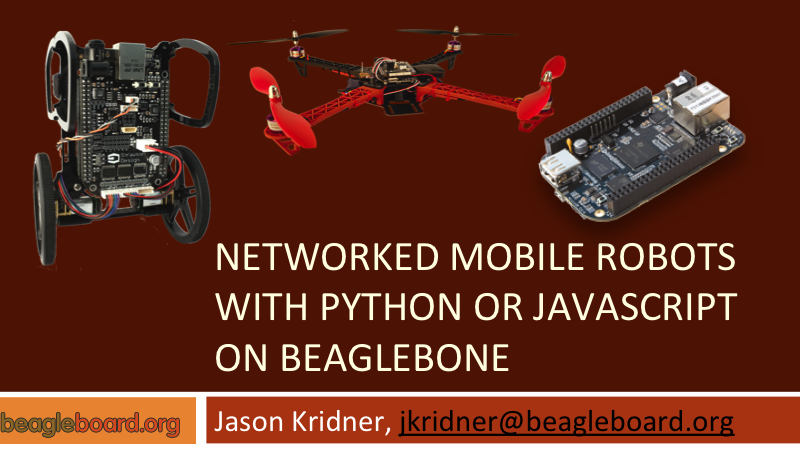 NETWORKED MOBILE ROBOTS
WITH PYTHON OR JAVASCRIPT
ON BEAGLEBONE
beagleboard.org
Jason Kridner, jkridner@beagleboard.org